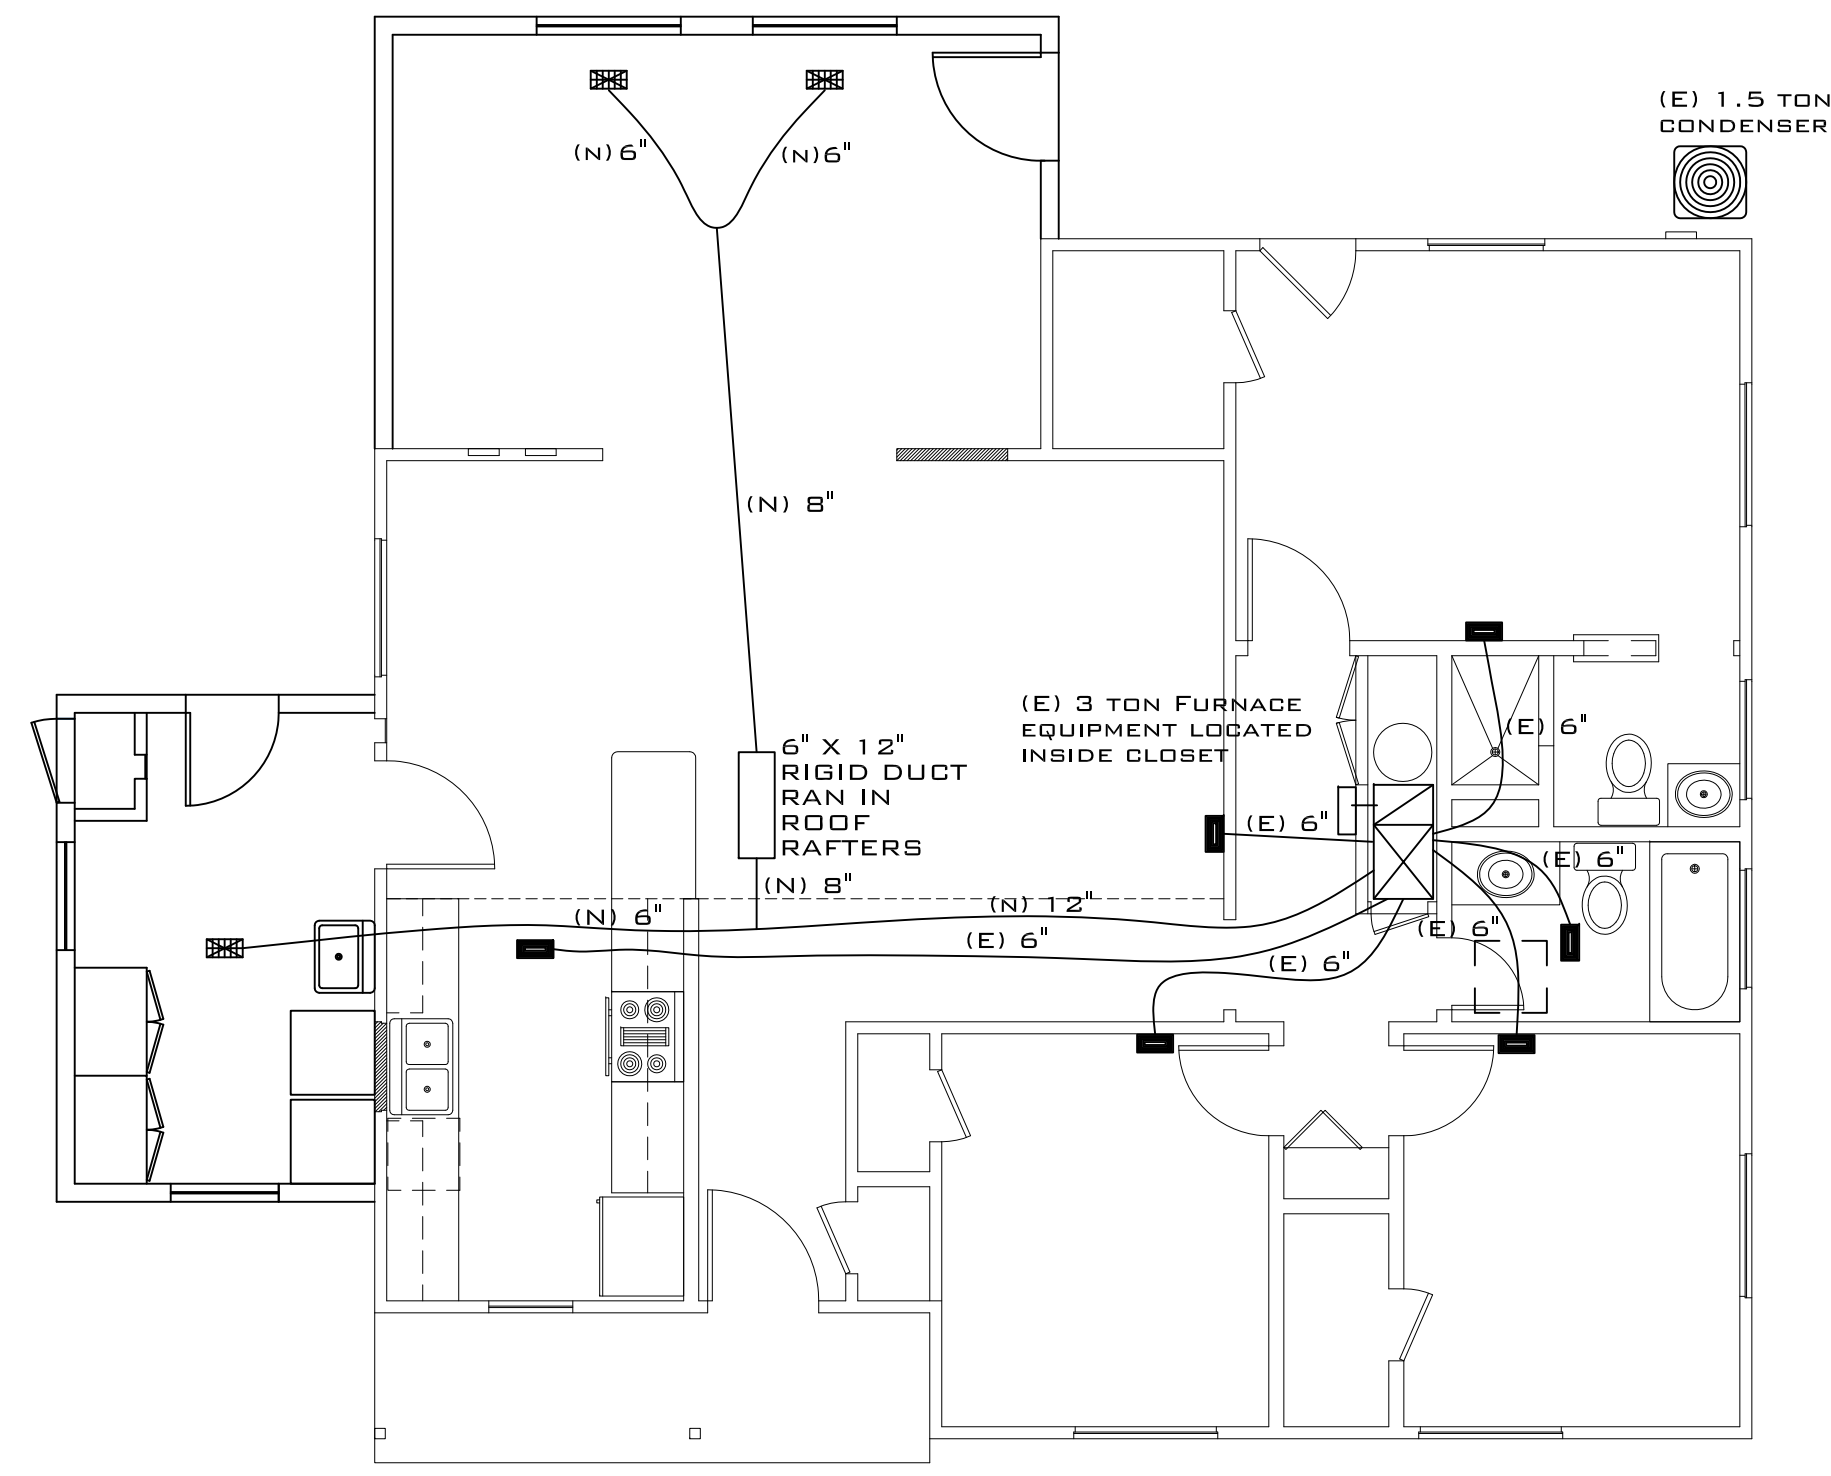 (E) 1.5 TON
CONDENSER
(N) 6"
(N) 6"
(N) 8"
(E) 3 TON FURNACE
EQUIPMENT LOCATED
INSIDE CLOSET
(E) 6"
6" X 12"
RIGID DUCT
RAN IN
ROOF
RAFTERS
(E) 6"
(E) 6"
(N) 8"
(N) 6"
(N) 12"
(E) 6"
(E) 6"
(E) 6"